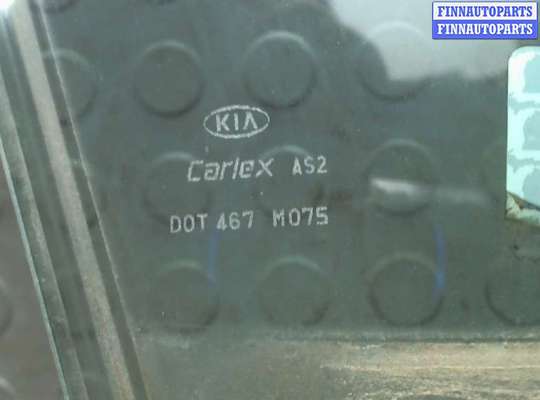 FINNAUTOPARTS
FINNAUTOPARTS
KIA
Carlex AS2
DOT 467 M075